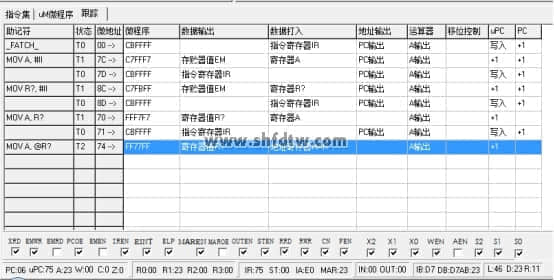 指令集 uM微程序 跟踪
助记符 状态 微地址 微程序 数据输出 数据打入 地址输出 运算器 移位控制 uPC PC
_FATCH_ T0 00 -> CBFFFF 指令寄存器IR PC输出 A输出 写入 +1
MOV A, #II T1 7C -> C7FFF7 存贮器值EM 寄存器A PC输出 A输出 +1 +1
T0 7D -> CBFFFF 指令寄存器IR PC输出 A输出 写入 +1
MOV R?, #II T1 8C -> C7FBFF 存贮器值EM 寄存器R? PC输出 A输出 +1 +1
T0 8D -> CBFFFF 指令寄存器IR PC输出 A输出 写入 +1
MOV A, R? T1 70 -> FFF7F7 寄存器值R? 寄存器A A输出 +1
T0 71 -> CBFFFF 指令寄存器IR PC输出 A输出 写入 +1
MOV A, @R? T2 74 -> FF77FF 寄存器值R? A输出 +1
www.shfdtw.com
XRD EMWR EMRD PCOE EMEN IREN EINT ELP MAREN MAROE OUTEN STEN RRD RWR CN FEN X2 X1 X0 WEN AEN S2 S1 S0
PC:06 uPC:75 A:23 W:00 C:0 Z:0 R0:00 R1:23 R2:00 R3:00 IR:75 ST:00 IA:E0 MAR:23 IN:00 OUT:00 IB:D7 DB:D7 AB:23 L:46 D:23 R:11